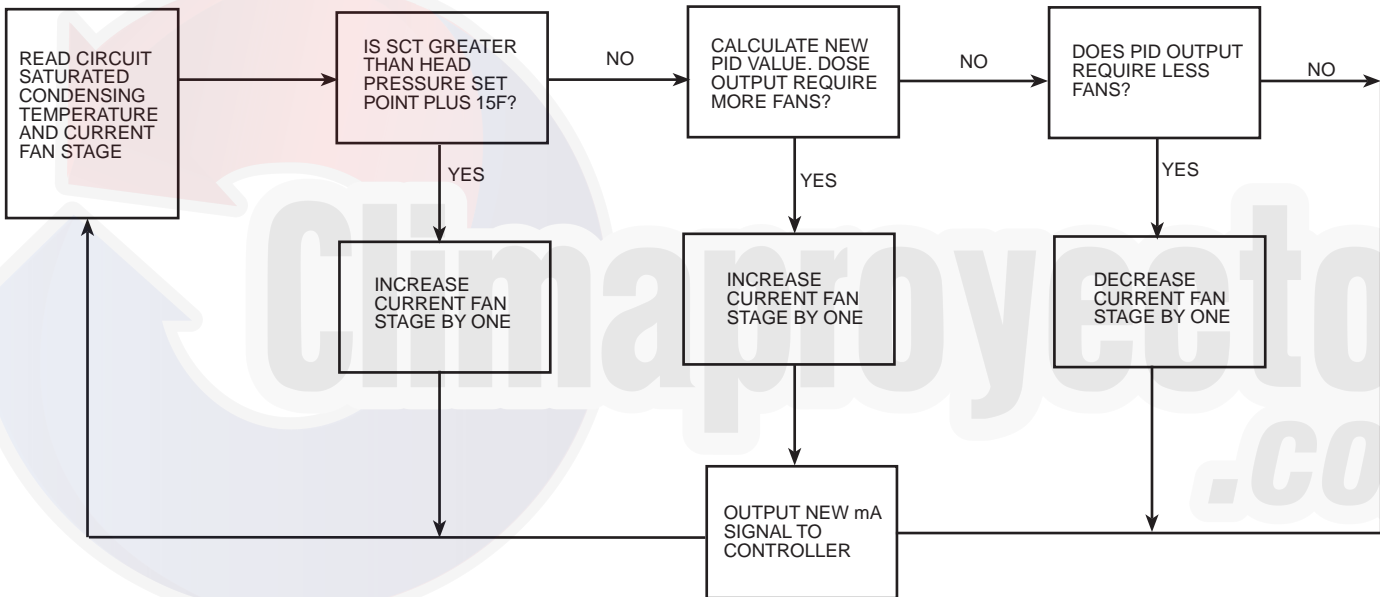 READ CIRCUIT
SATURATED
CONDENSING
TEMPERATURE
AND CURRENT
FAN STAGE
IS SCT GREATER
THAN HEAD
PRESSURE SET
POINT PLUS 15F?
NO
CALCULATE NEW
PID VALUE. DOSE
OUTPUT REQUIRE
MORE FANS?
NO
DOES PID OUTPUT
REQUIRE LESS
FANS?
NO
YES
YES
YES
INCREASE
CURRENT FAN
STAGE BY ONE
INCREASE
CURRENT FAN
STAGE BY ONE
DECREASE
CURRENT FAN
STAGE BY ONE
OUTPUT NEW mA
SIGNAL TO
CONTROLLER
Climaproyecto
.co